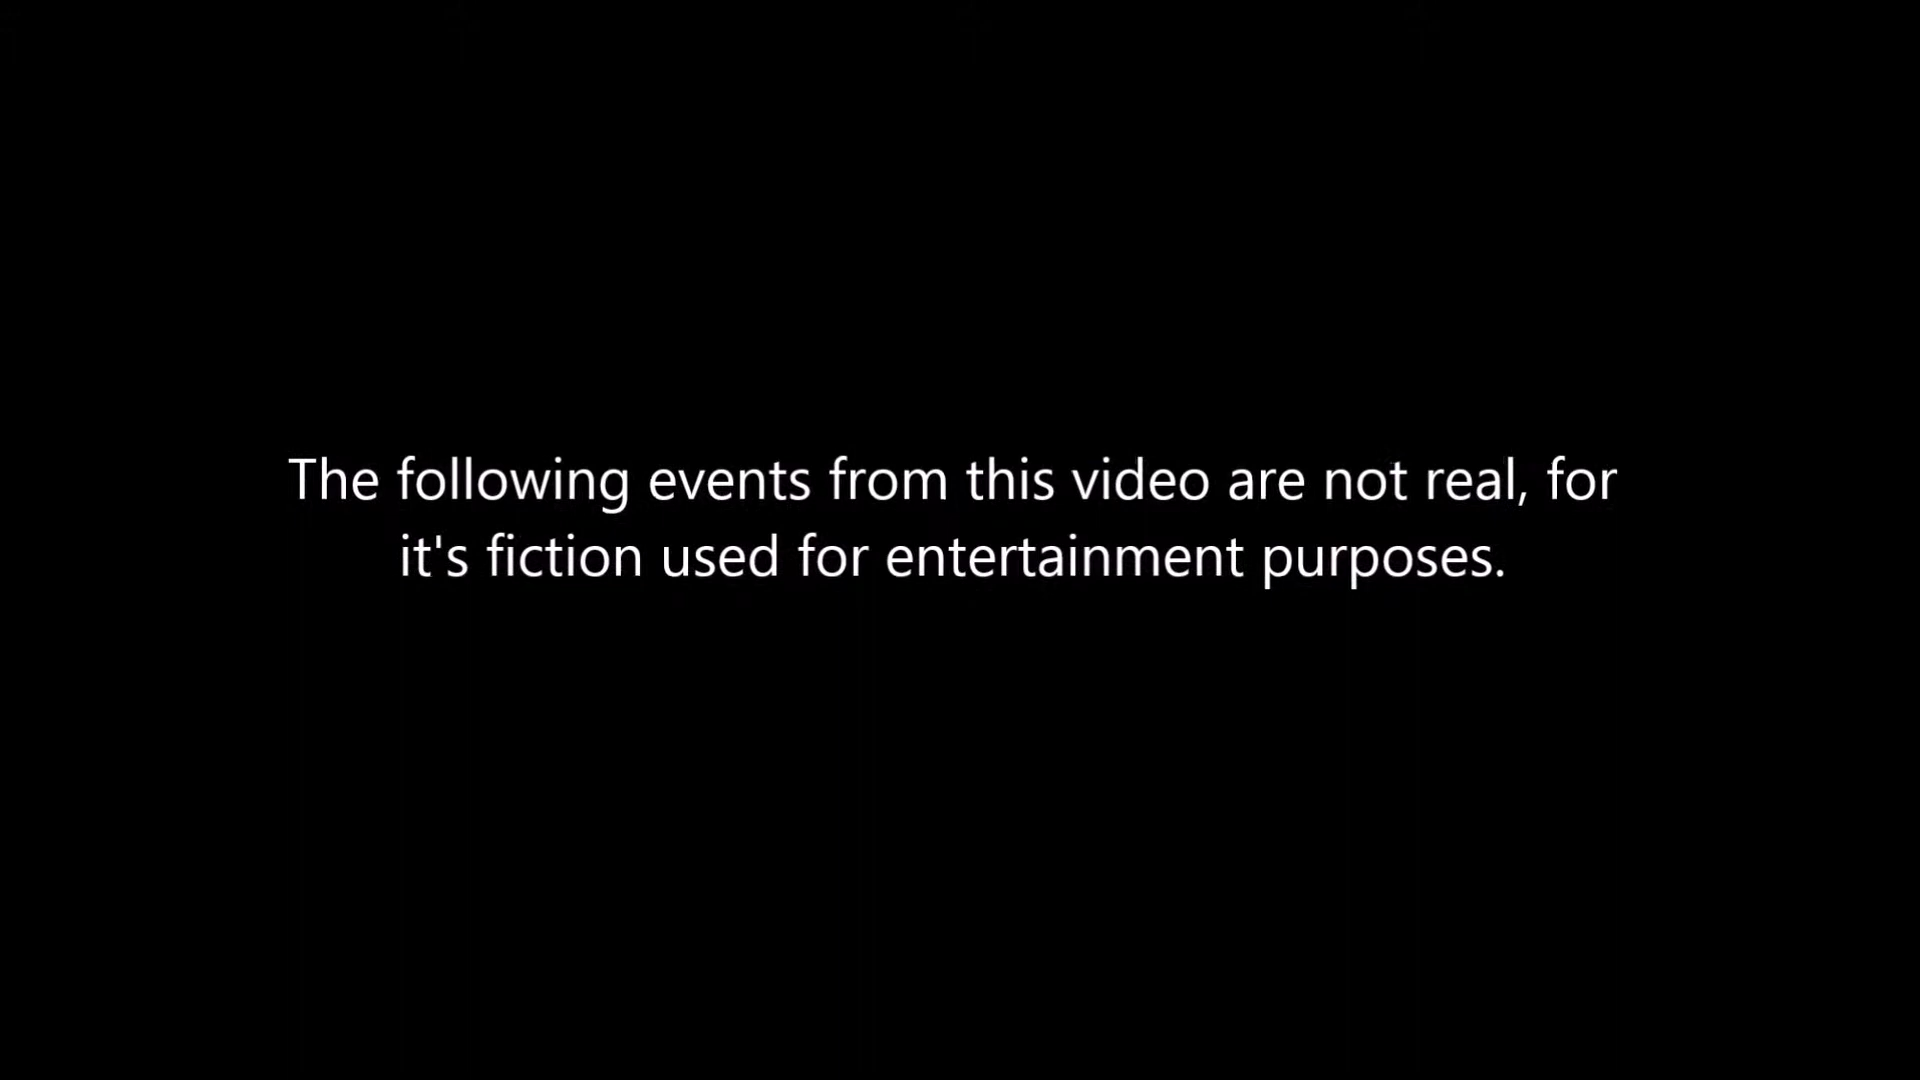 The following events from this video are not real, for
it's fiction used for entertainment purposes.